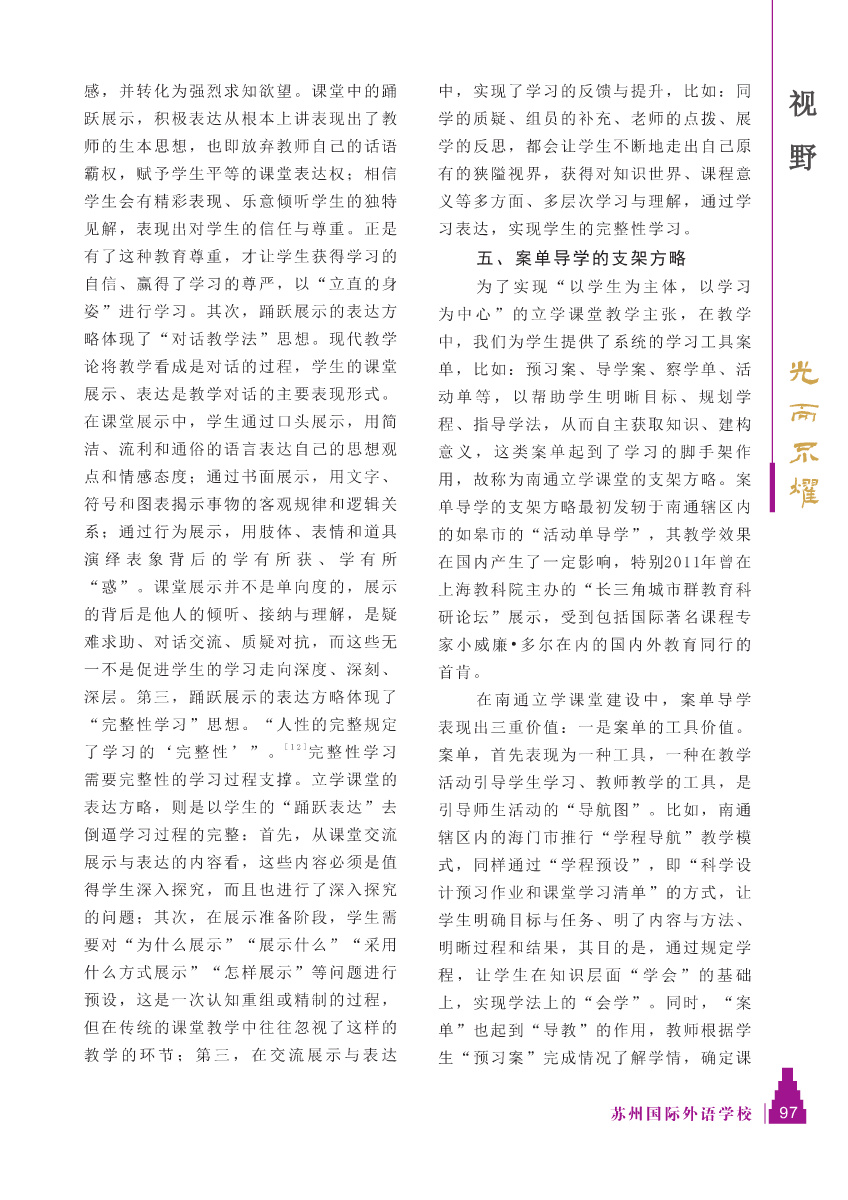 感，并转化为强烈求知欲望。课堂中的踊
跃展示，积极表达从根本上讲表现出了教
师的生本思想，也即放弃教师自己的话语
霸权，赋予学生平等的课堂表达权；相信
学生会有精彩表现、乐意倾听学生的独特
见解，表现出对学生的信任与尊重。正是
有了这种教育尊重，才让学生获得学习的
自信、赢得了学习的尊严，以“立直的身
姿”进行学习。其次，踊跃展示的表达方
略体现了“对话教学法”思想。现代教学
论将教学看成是对话的过程，学生的课堂
展示、表达是教学对话的主要表现形式。
在课堂展示中，学生通过口头展示，用简
洁、流利和通俗的语言表达自己的思想观
点和情感态度；通过书面展示，用文字、
符号和图表揭示事物的客观规律和逻辑关
系；通过行为展示，用肢体、表情和道具
演绎表象背后的学有所获、学有所
“惑”。课堂展示并不是单向度的，展示
的背后是他人的倾听、接纳与理解，是疑
难求助、对话交流、质疑对抗，而这些无
一不是促进学生的学习走向深度、深刻、
深层。第三，踊跃展示的表达方略体现了
“完整性学习”思想。“人性的完整规定
了学习的‘完整性’”。[12]完整性学习
需要完整性的学习过程支撑。立学课堂的
表达方略，则是以学生的“踊跃表达”去
倒逼学习过程的完整：首先，从课堂交流
展示与表达的内容看，这些内容必须是值
得学生深入探究，而且也进行了深入探究
的问题；其次，在展示准备阶段，学生需
要对“为什么展示”“展示什么”“采用
什么方式展示”“怎样展示”等问题进行
预设，这是一次认知重组或精制的过程，
但在传统的课堂教学中往往忽视了这样的
教学的环节；第三，在交流展示与表达
中，实现了学习的反馈与提升，比如：同
学的质疑、组员的补充、老师的点拨、展
学的反思，都会让学生不断地走出自己原
有的狭隘视界，获得对知识世界、课程意
义等多方面、多层次学习与理解，通过学
习表达，实现学生的完整性学习。
五、案单导学的支架方略
为了实现“以学生为主体，以学习
为中心”的立学课堂教学主张，在教学
中，我们为学生提供了系统的学习工具案
单，比如：预习案、导学案、察学单、活
动单等，以帮助学生明晰目标、规划学
程、指导学法，从而自主获取知识、建构
意义，这类案单起到了学习的脚手架作
用，故称为南通立学课堂的支架方略。案
单导学的支架方略最初发轫于南通辖区内
的如皋市的“活动单导学”，其教学效果
在国内产生了一定影响，特别2011年曾在
上海教科院主办的“长三角城市群教育科
研论坛”展示，受到包括国际著名课程专
家小威廉•多尔在内的国内外教育同行的
首肯。
在南通立学课堂建设中，案单导学
表现出三重价值：一是案单的工具价值。
案单，首先表现为一种工具，一种在教学
活动引导学生学习、教师教学的工具，是
引导师生活动的“导航图”。比如，南通
辖区内的海门市推行“学程导航”教学模
式，同样通过“学程预设”，即“科学设
计预习作业和课堂学习清单”的方式，让
学生明确目标与任务、明了内容与方法、
明晰过程和结果，其目的是，通过规定学
程，让学生在知识层面“学会”的基础
上，实现学法上的“会学”。同时，“案
单”也起到“导教”的作用，教师根据学
生“预习案”完成情况了解学情，确定课
视野
光而不耀
苏州国际外语学校 97